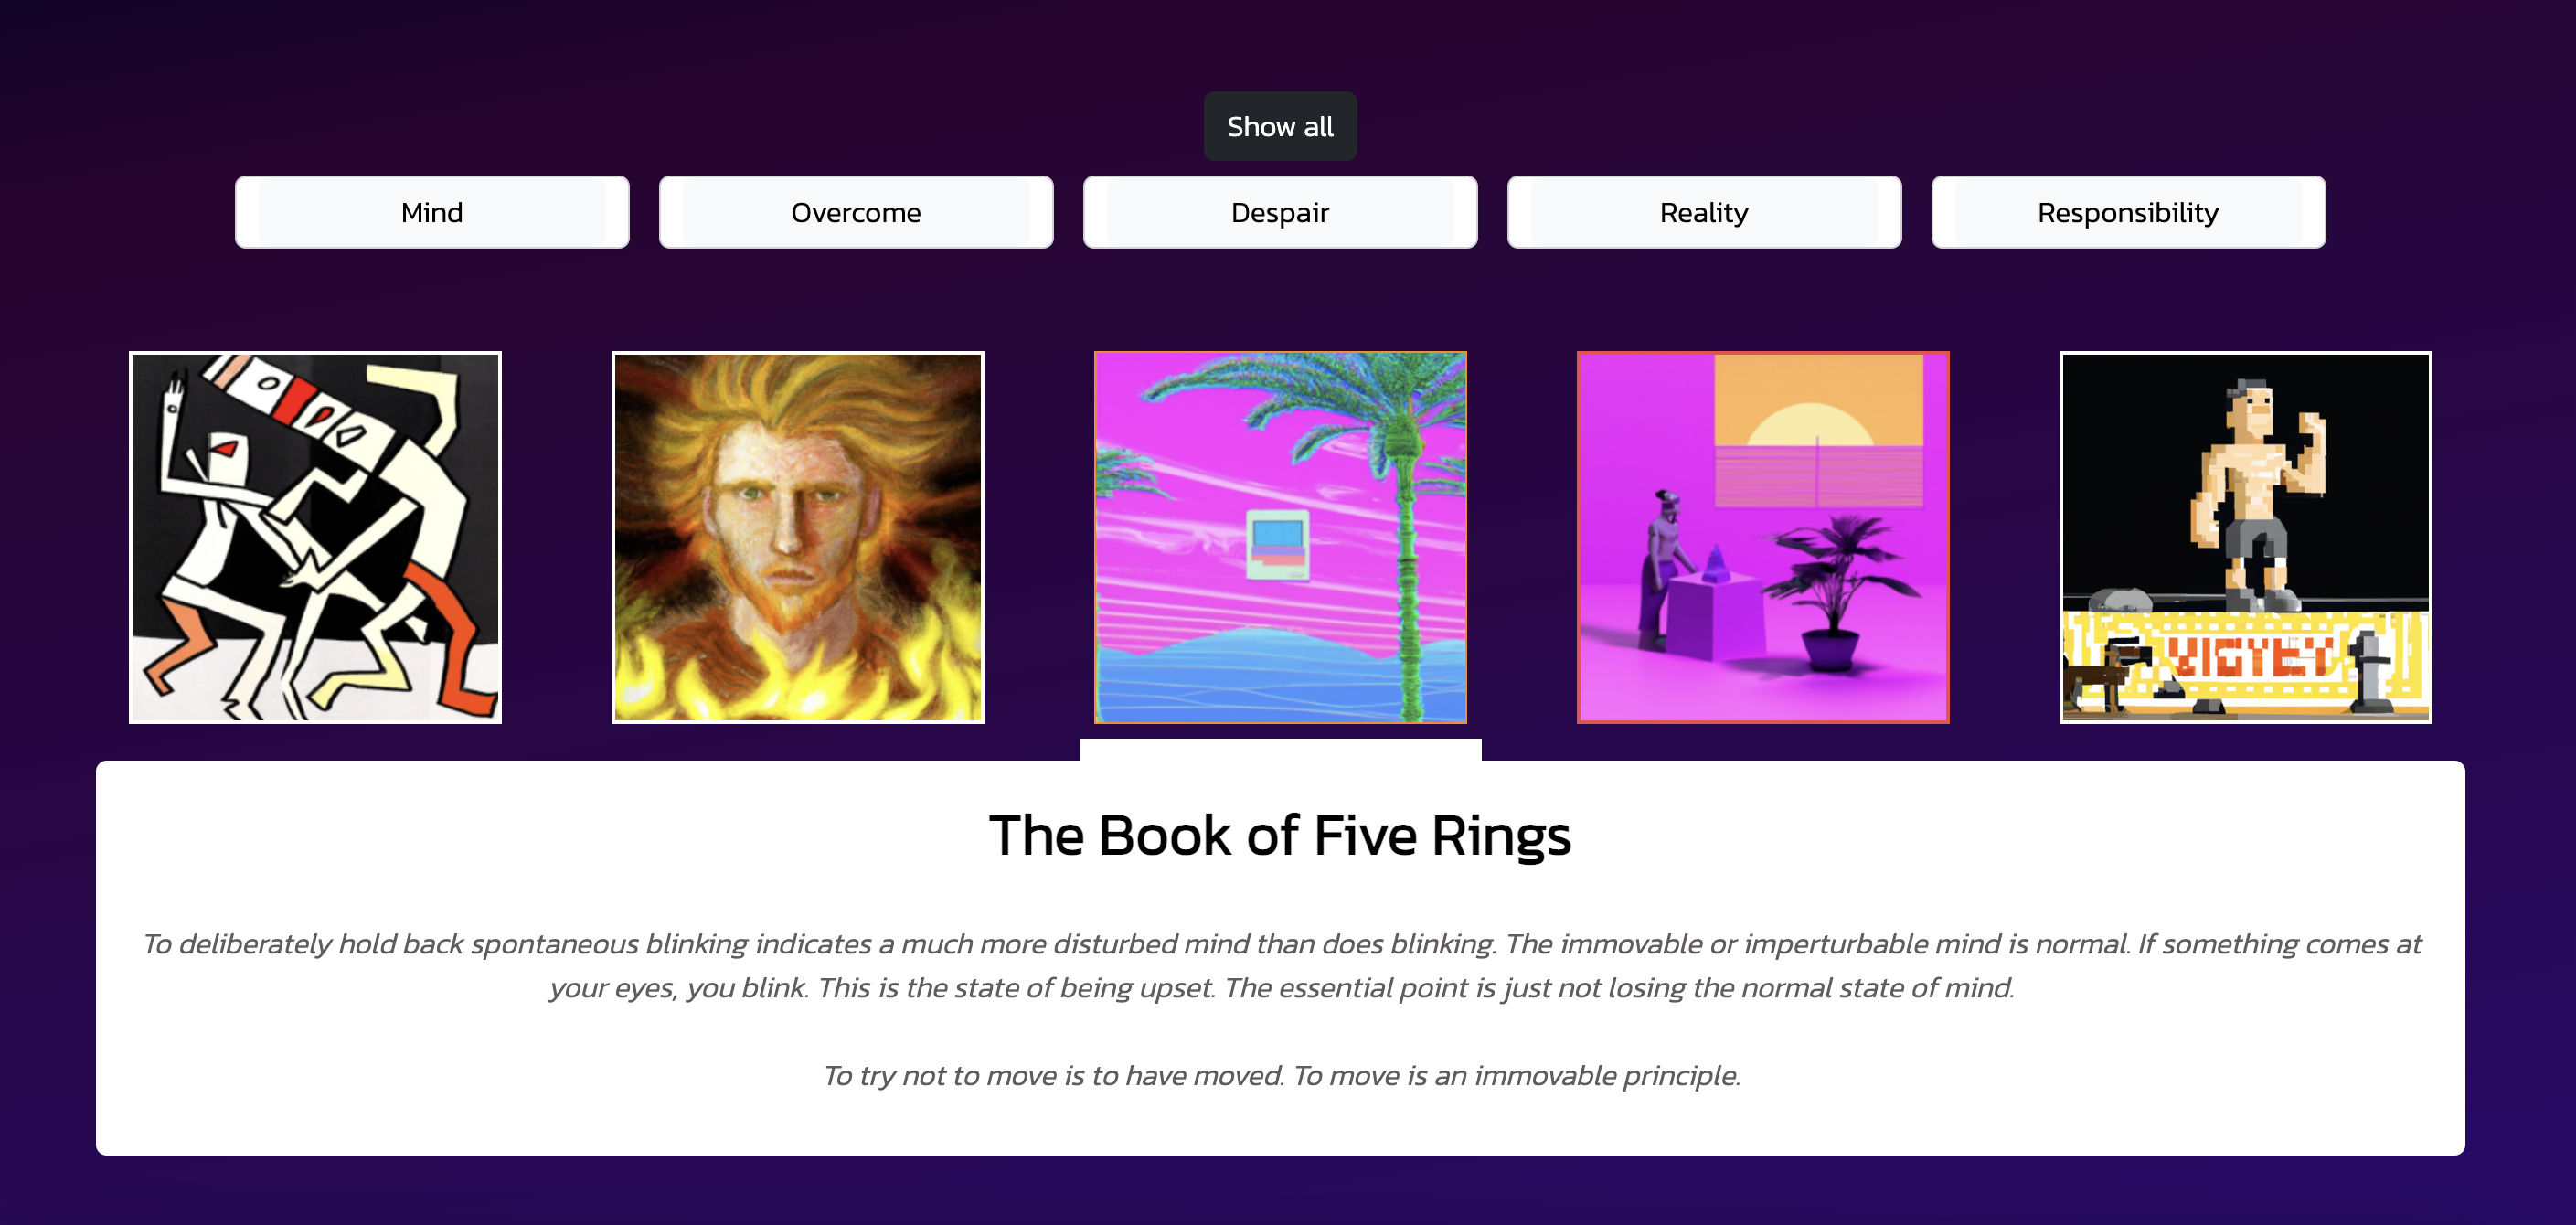 Show all
Mind
Overcome
Despair
Reality
Responsibility
The Book of Five Rings
To deliberately hold back spontaneous blinking indicates a much more disturbed mind than does blinking. The immovable or imperturbable mind is normal. If something comes at
your eyes, you blink. This is the state of being upset. The essential point is just not losing the normal state of mind.
To try not to move is to have moved. To move is an immovable principle.